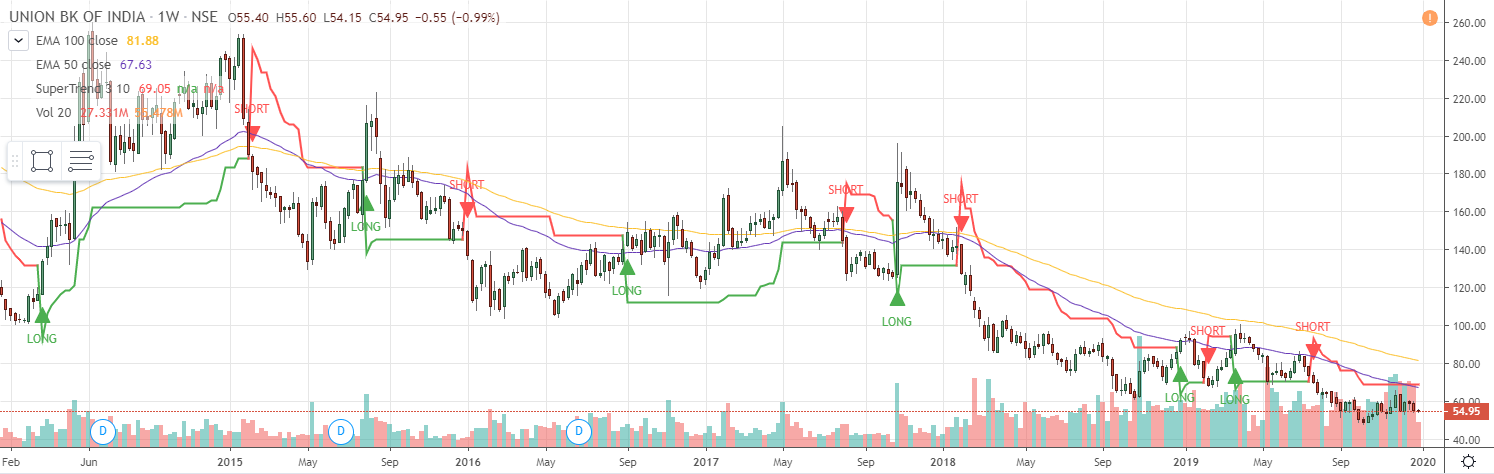 UNION BK OF INDIA · 1W · NSE O55.40 H55.60 L54.15 C54.95 −0.55 (−0.99%)
EMA 100 close 81.88
EMA 50 close 67.63
SuperTrend 3 10 69.05 n/a n/a
Vol 20 27.331M
260.00
240.00
220.00
200.00
180.00
160.00
140.00
120.00
100.00
80.00
60.00
54.95
40.00
SHORT
SHORT
SHORT
SHORT
SHORT
SHORT
LONG
LONG
LONG
LONG
LONG
LONG
D
D
D
Feb Jun 2015 May Sep 2016 May Sep 2017 May Sep 2018 May Sep 2019 May Sep 2020